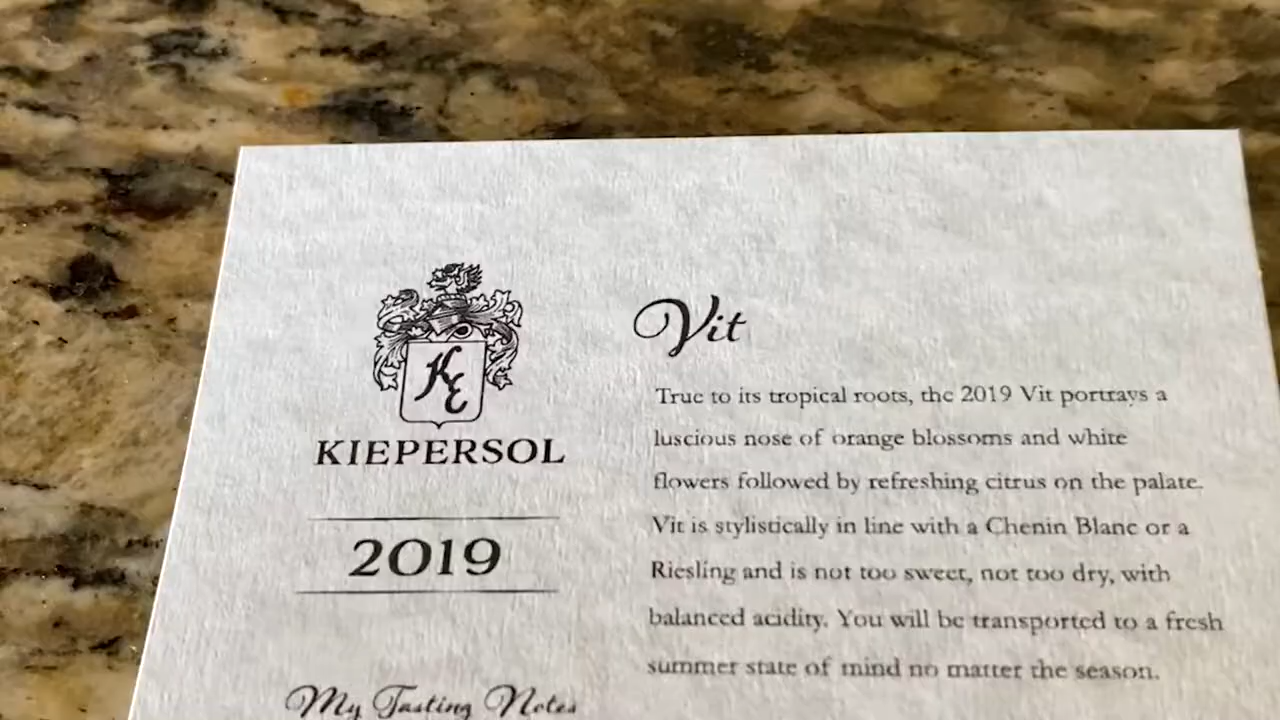 KE
KIEPERSOL
2019
My Tasting Notes
Vit
True to its tropical roots, the 2019 Vit portrays a
luscious nose of orange blossoms and white
flowers followed by refreshing citrus on the palate.
Vit is stylistically in line with a Chenin Blanc or a
Riesling and is not too sweet, not too dry, with
balanced acidity. You will be transported to a fresh
summer state of mind no matter the season.